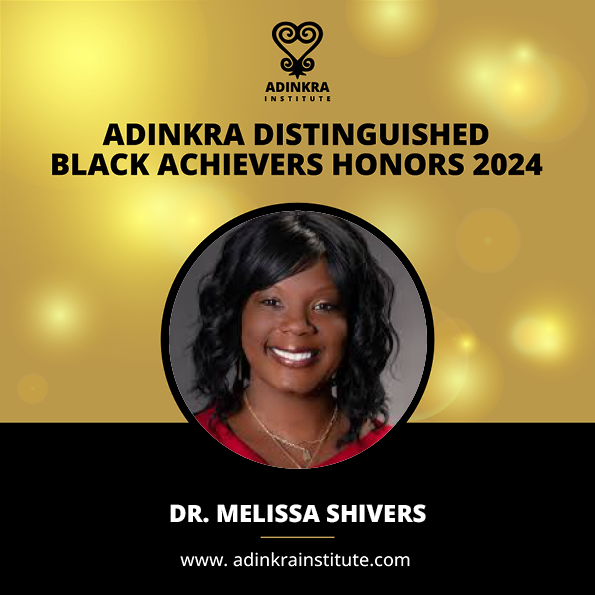 ADINKRA
INSTITUTE
ADINKRA DISTINGUISHED
BLACK ACHIEVERS HONORS 2024
DR. MELISSA SHIVERS
www. adinkrainstitute.com